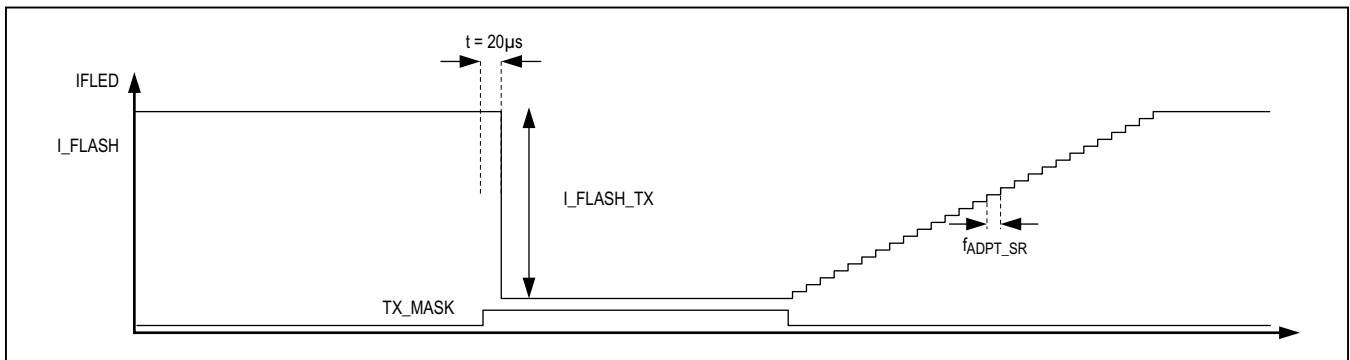 t = 20µs
IFLED
I_FLASH
I_FLASH_TX
fADPT_SR
TX_MASK